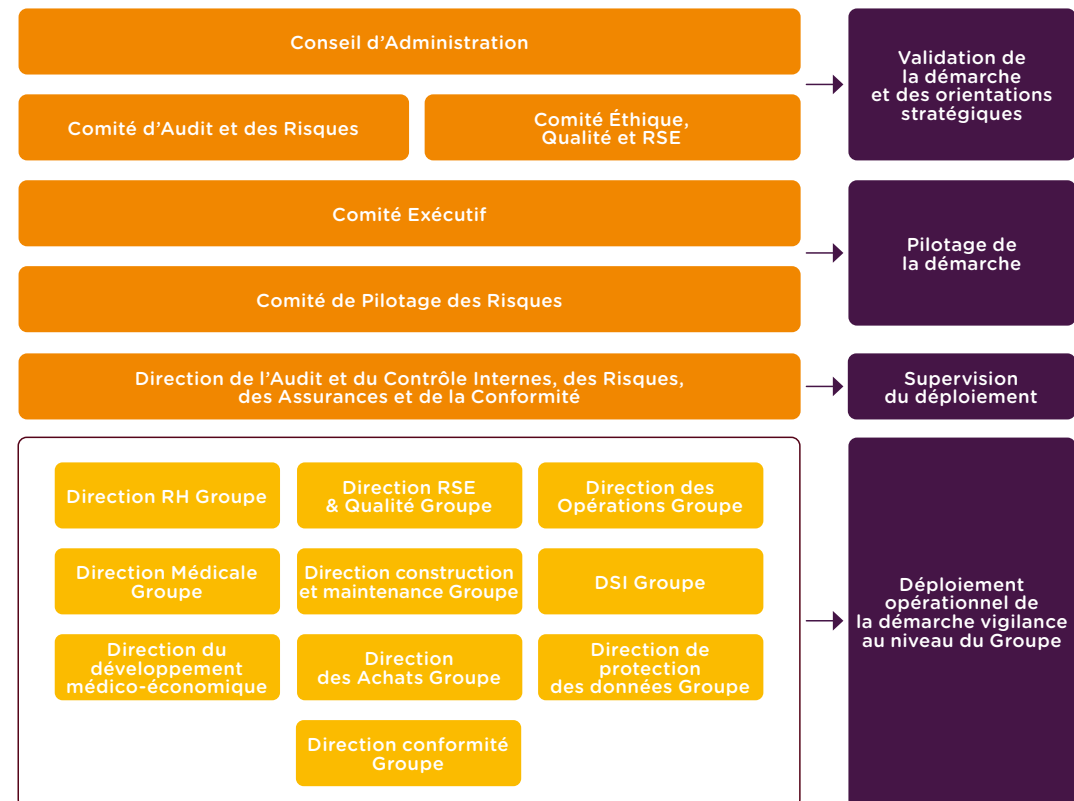 Conseil d'Administration
Comité d'Audit et des Risques
Comité Éthique,
Qualité et RSE
Validation de
la démarche
et des orientations
stratégiques
Comité Exécutif
Comité de Pilotage des Risques
Pilotage de
la démarche
Direction de l'Audit et du Contrôle Internes, des Risques,
des Assurances et de la Conformité
Supervision
du déploiement
Direction RH Groupe
Direction RSE
& Qualité Groupe
Direction des
Opérations Groupe
Direction Médicale
Groupe
Direction construction
et maintenance Groupe
DSI Groupe
Direction du
développement
médico-économique
Direction
des Achats Groupe
Direction de
protection
des données Groupe
Direction conformité
Groupe
Déploiement
opérationnel de
la démarche vigilance
au niveau du Groupe